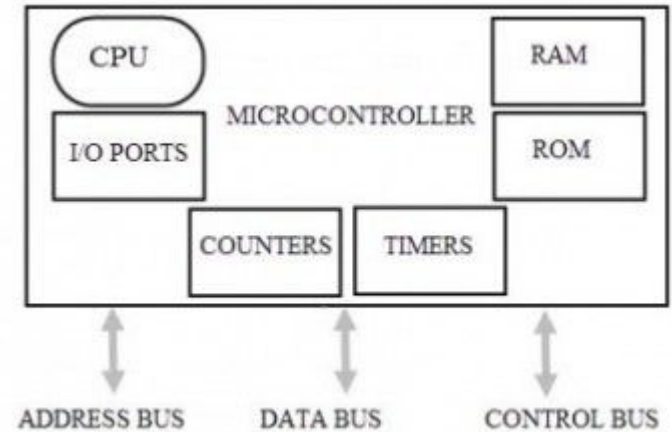 CPU
RAM
MICROCONTROLLER
I/O PORTS
ROM
COUNTERS
TIMERS
ADDRESS BUS
DATA BUS
CONTROL BUS